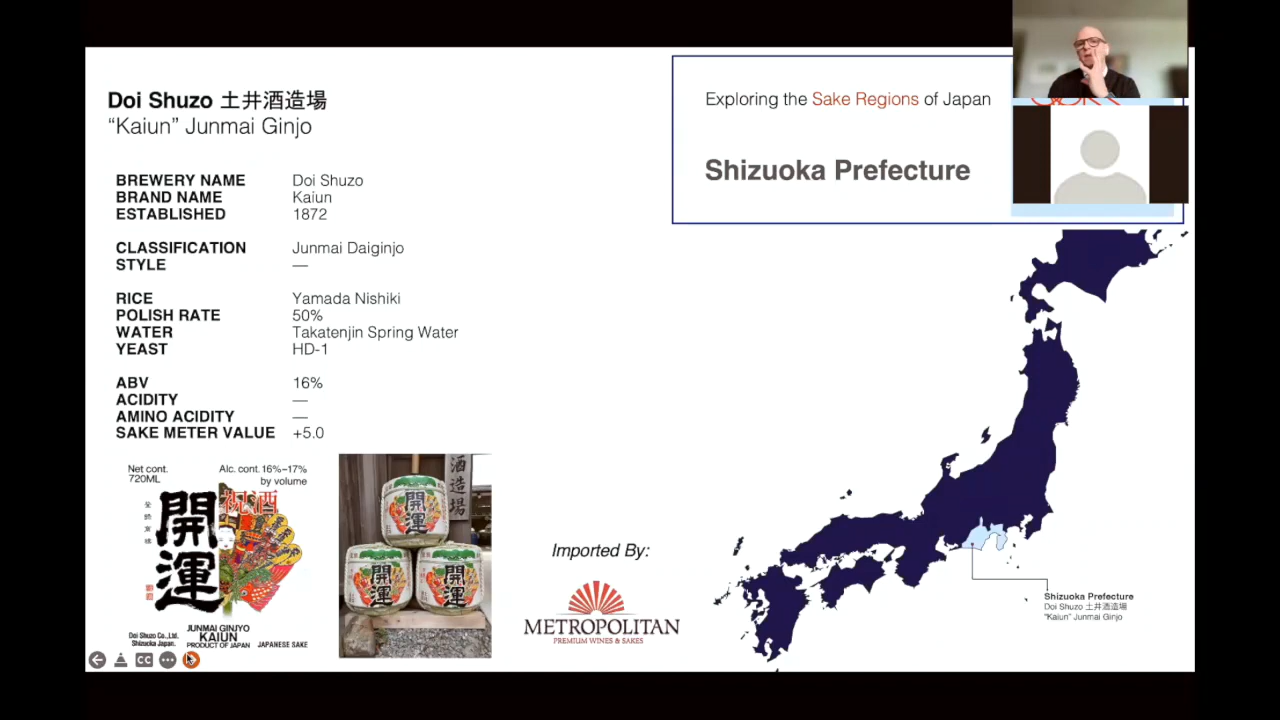 Doi Shuzo 土井酒造場
“Kaiun” Junmai Ginjo
BREWERY NAME Doi Shuzo
BRAND NAME Kaiun
ESTABLISHED 1872
CLASSIFICATION Junmai Daiginjo
STYLE —
RICE Yamada Nishiki
POLISH RATE 50%
WATER Takatenjin Spring Water
YEAST HD-1
ABV 16%
ACIDITY —
AMINO ACIDITY —
SAKE METER VALUE +5.0
Exploring the Sake Regions of Japan
Shizuoka Prefecture
Net cont.
720ML
Alc. cont. 16%–17%
by volume
祝酒
開運
Doi Shuzo Co.,Ltd.
Shizuoka Japan.
JUNMAI GINJYO
KAIUN
PRODUCT OF JAPAN
JAPANESE SAKE
酒造場
開運
開運
開運
Imported By:
METROPOLITAN
PREMIUM WINES & SAKES
Shizuoka Prefecture
Doi Shuzo 土井酒造場
“Kaiun” Junmai Ginjo
CC